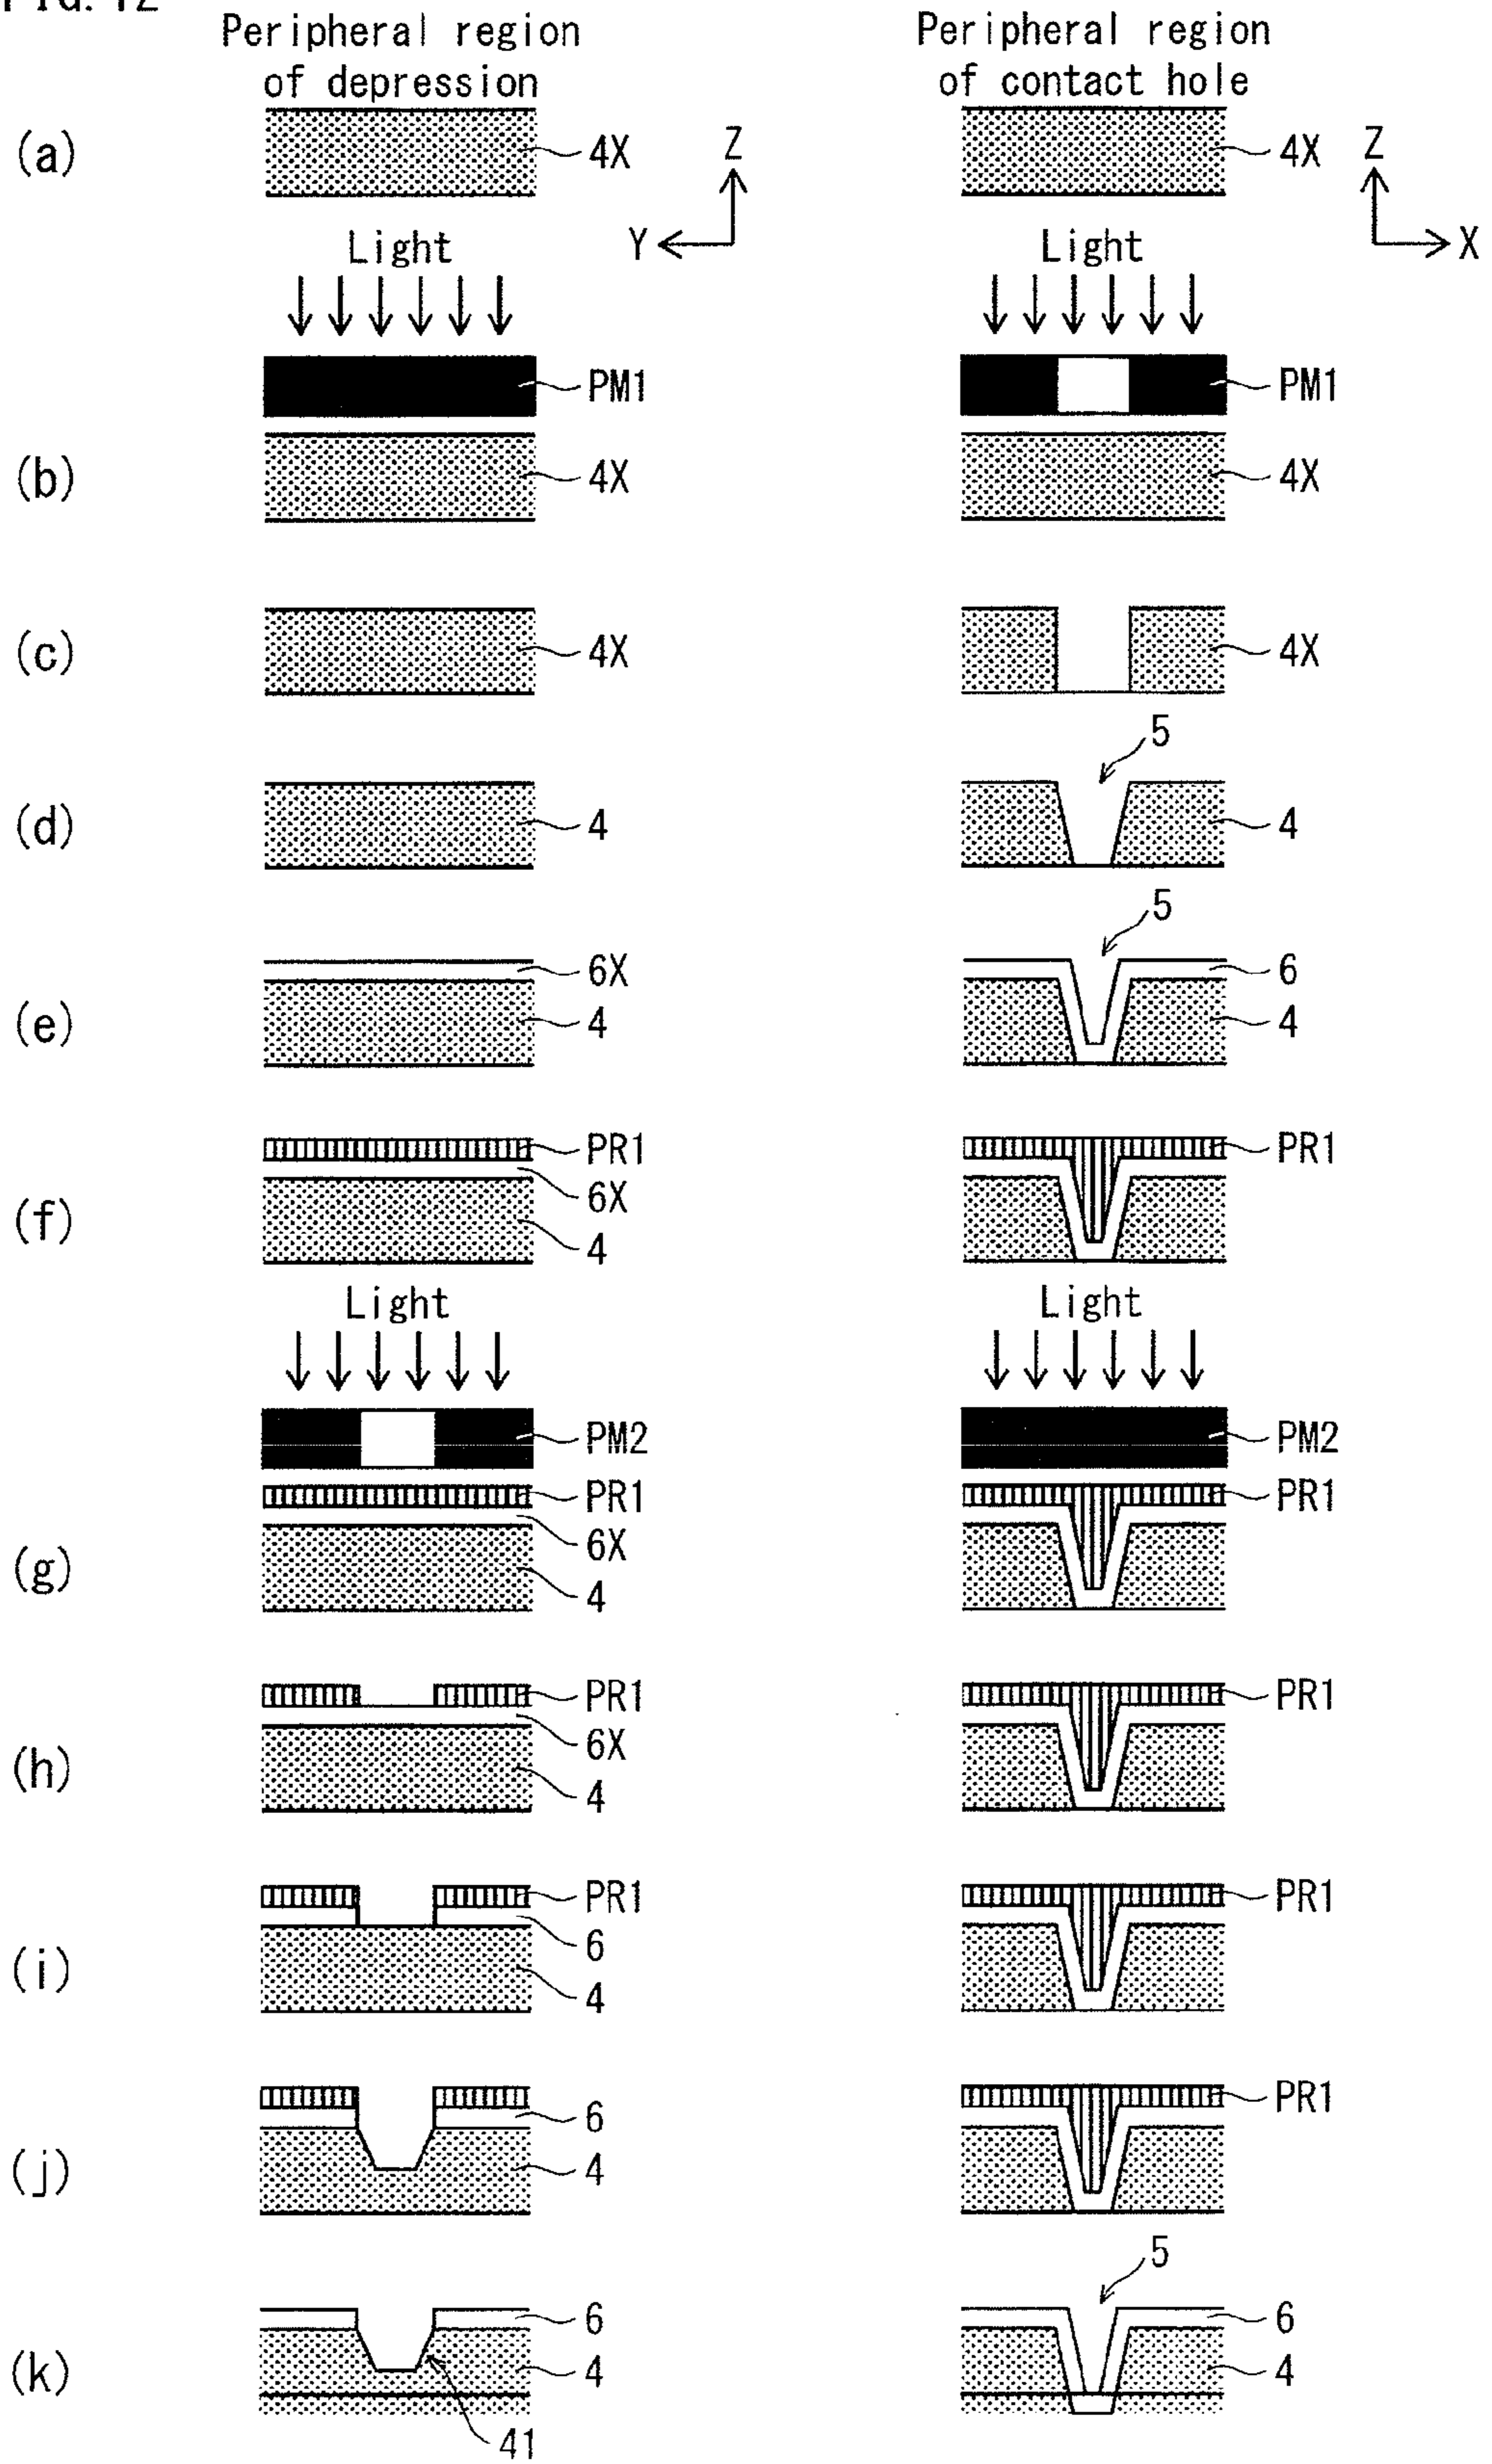 FIG. 12
Peripheral region
of depression
Peripheral region
of contact hole
(a)
4X
Z
Y
4X
Z
X
Light
Light
PM1
PM1
(b)
4X
4X
(c)
4X
4X
5
(d)
4
4
5
6X
6
(e)
4
4
PR1
PR1
6X
(f)
4
Light
Light
PM2
PM2
PR1
PR1
6X
(g)
4
PR1
PR1
6X
(h)
4
PR1
PR1
6
(i)
4
PR1
6
(j)
4
5
6
6
(k)
4
4
41